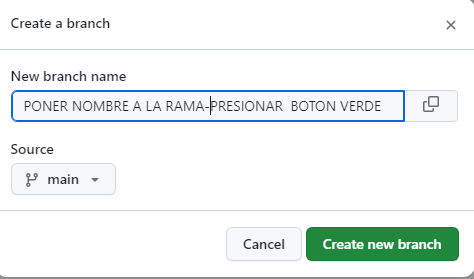 Create a branch
New branch name
PONER NOMBRE A LA RAMA-PRESIONAR  BOTON VERDE
Source
main
Cancel
Create new branch